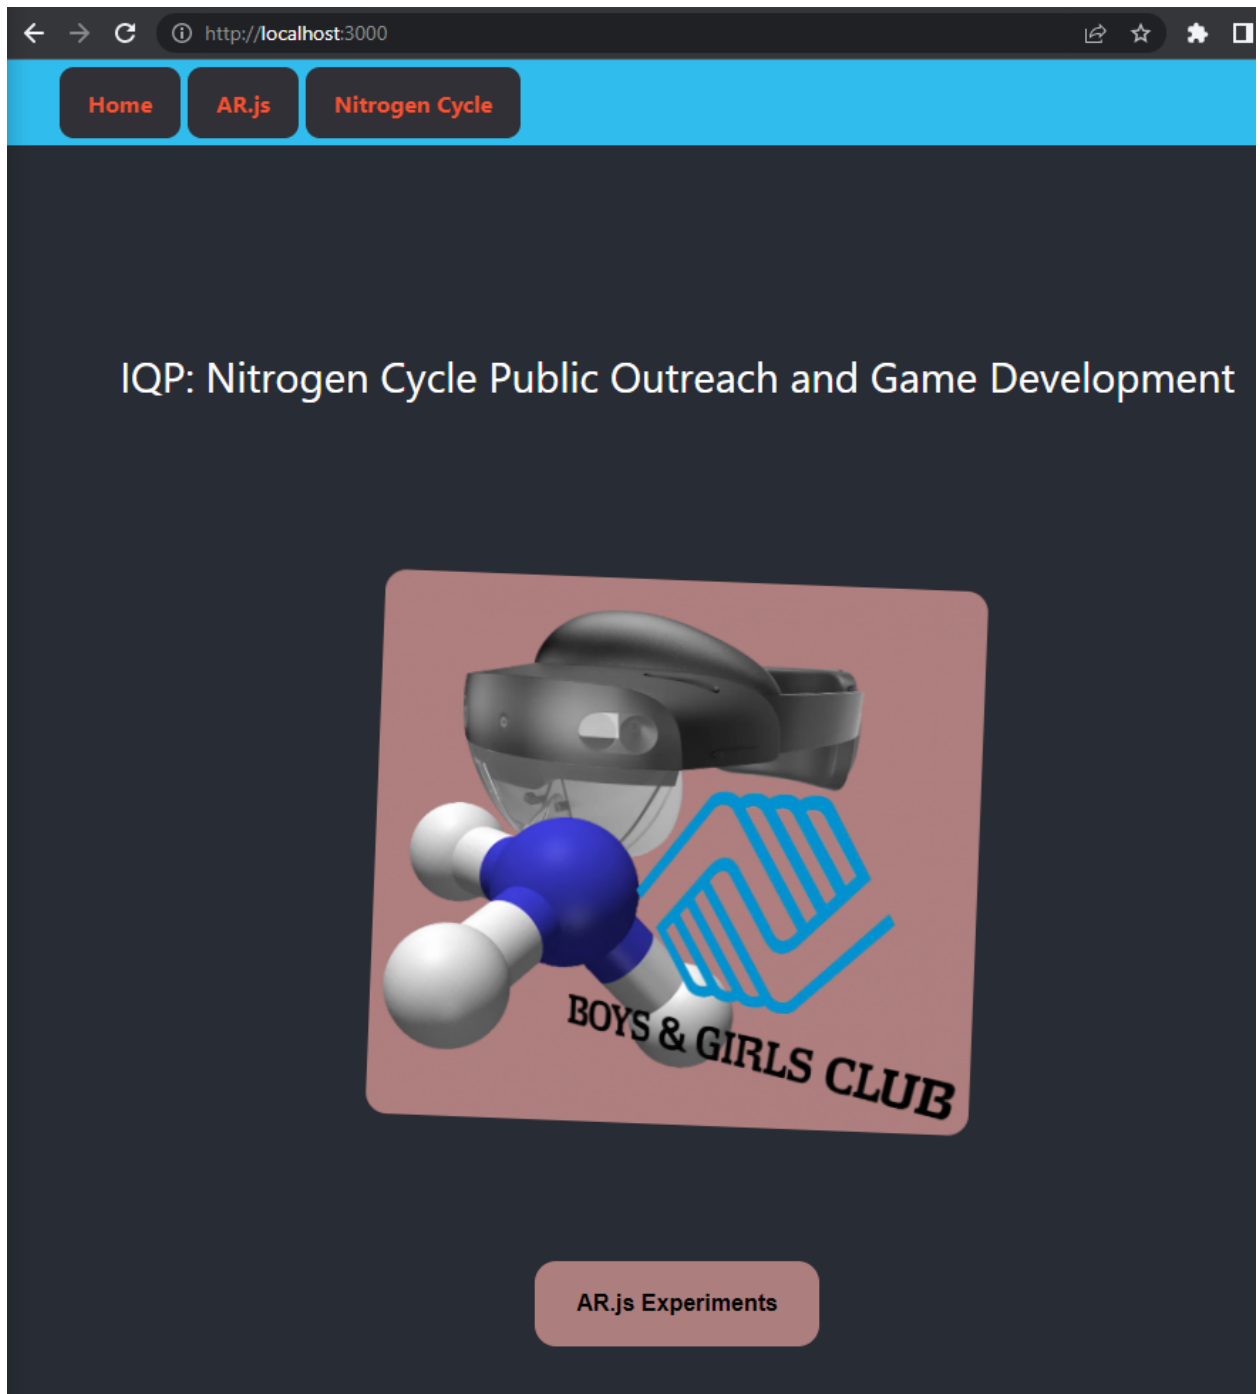 http://localhost:3000
Home AR.js Nitrogen Cycle
IQP: Nitrogen Cycle Public Outreach and Game Development
BOYS & GIRLS CLUB
AR.js Experiments